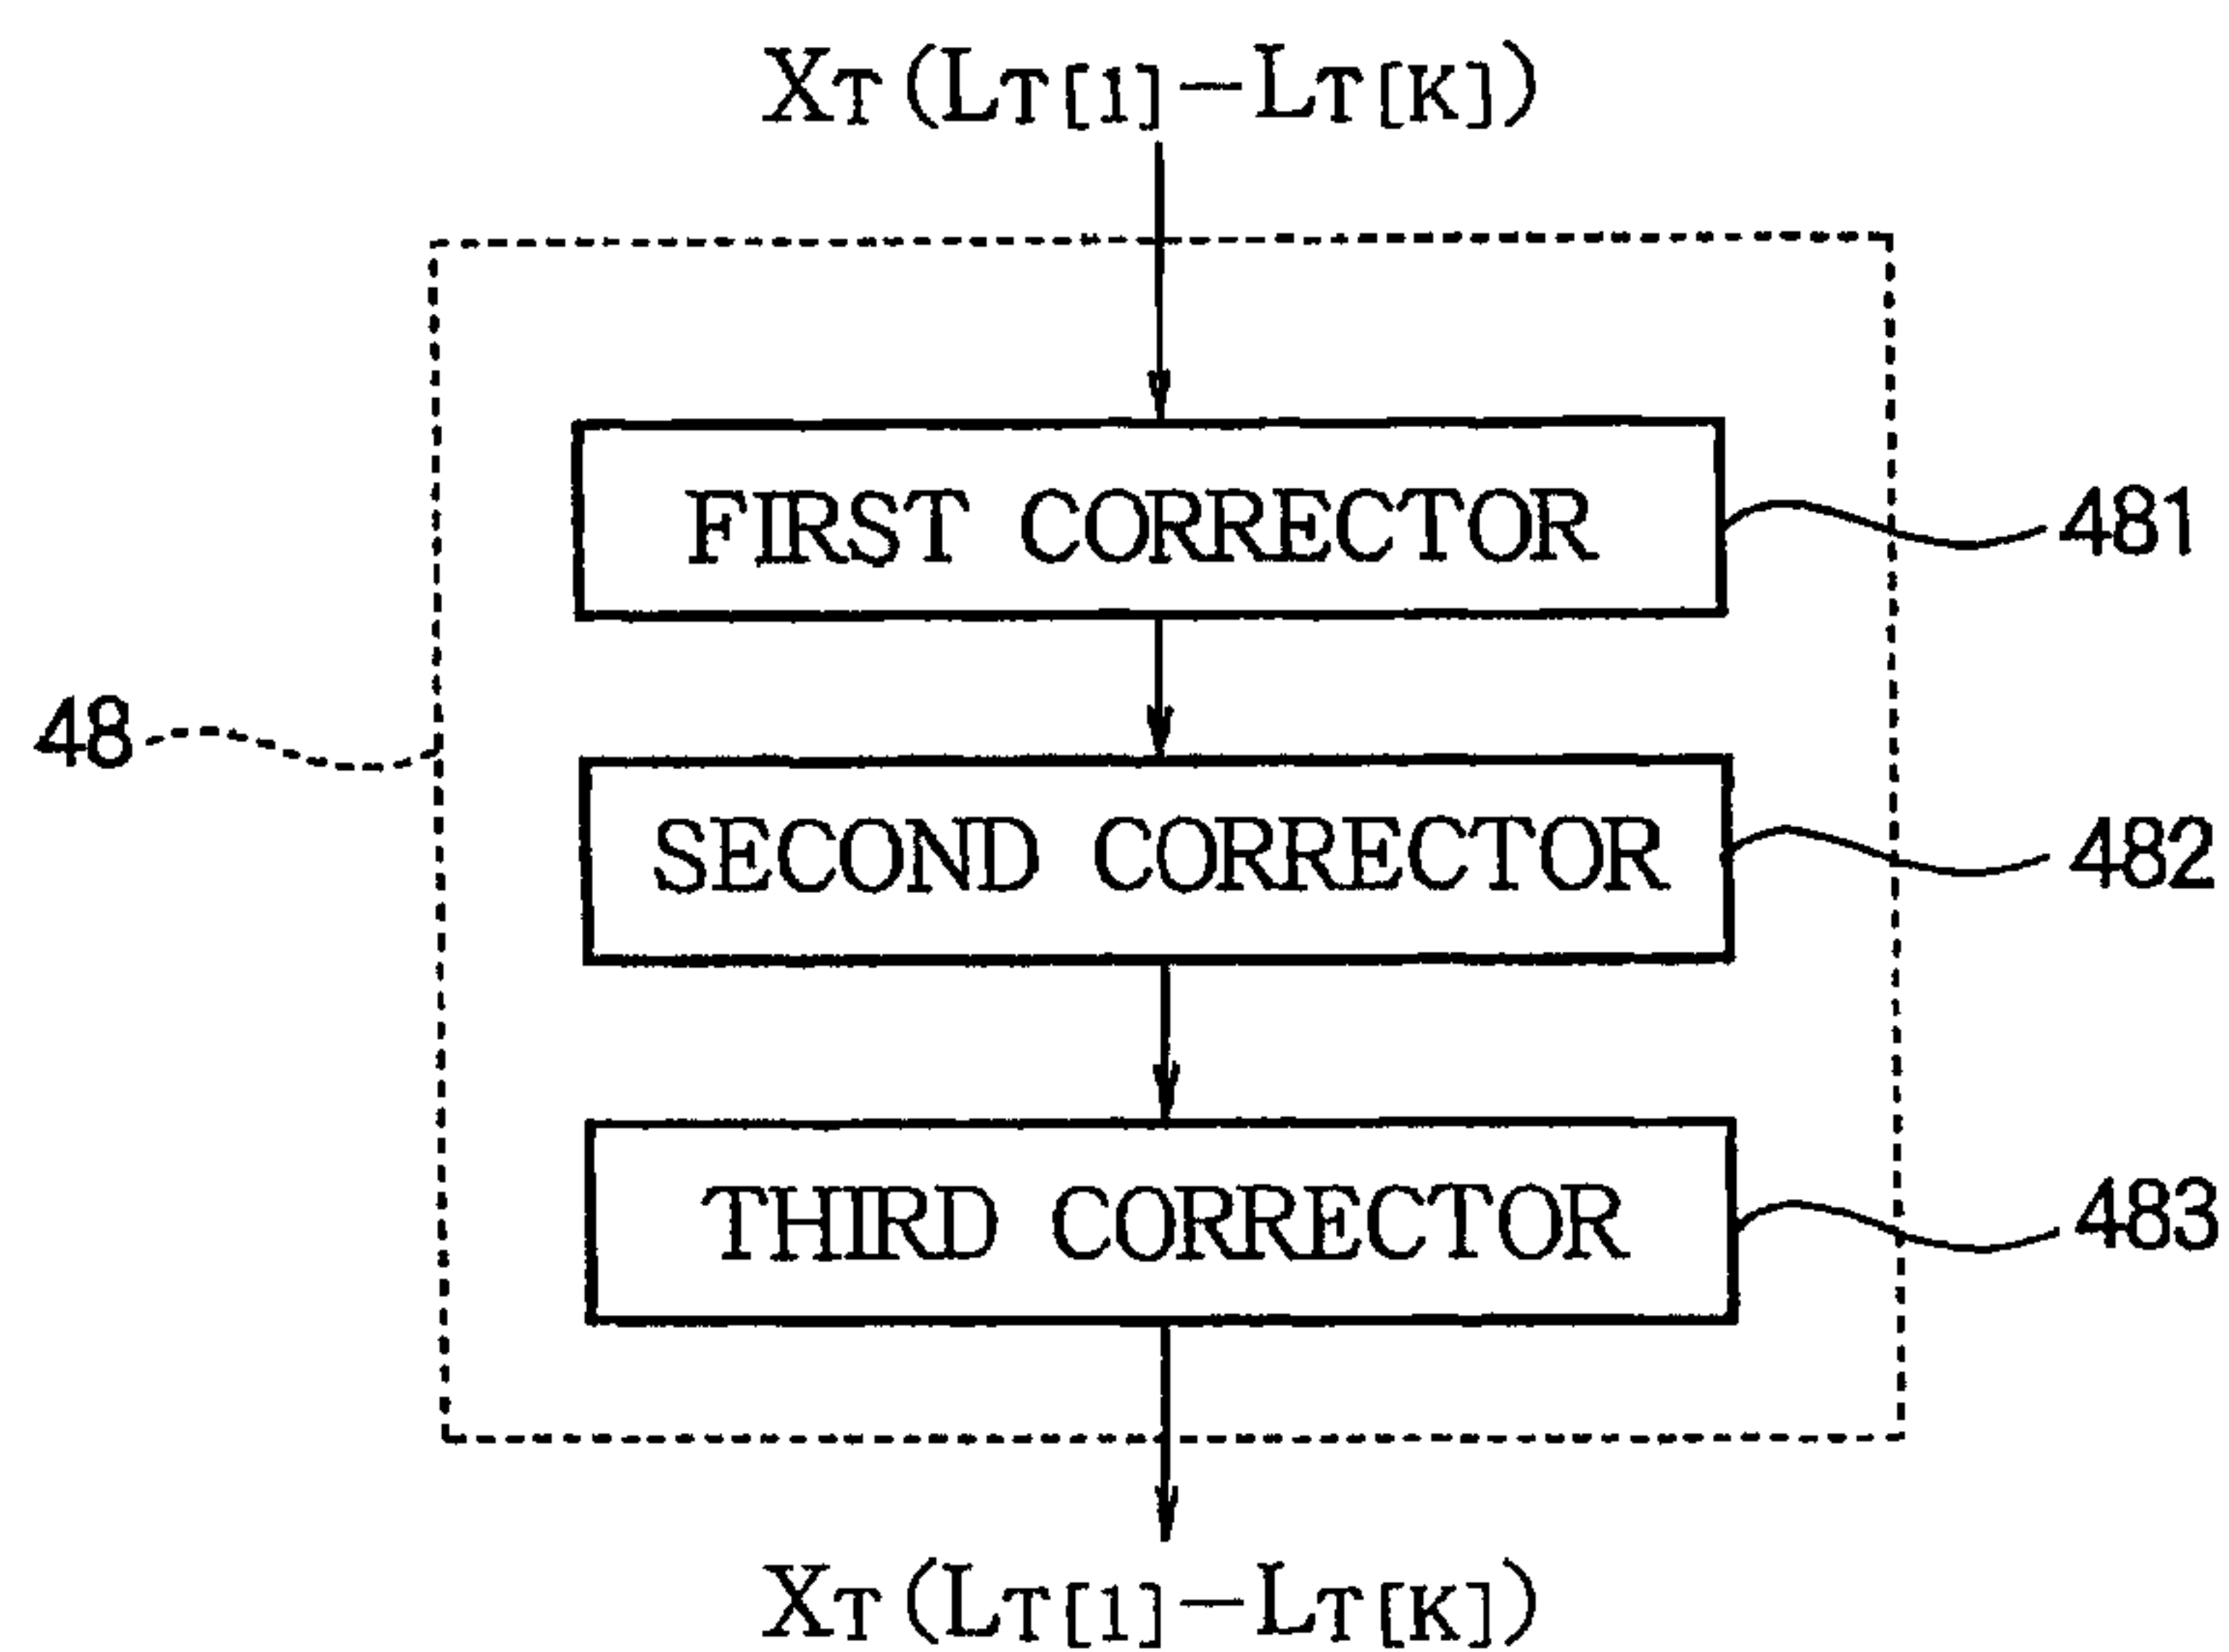 XT(LT[1]−LT[K])
FIRST CORRECTOR
481
48
SECOND CORRECTOR
482
THIRD CORRECTOR
483
XT(LT[1]−LT[K])